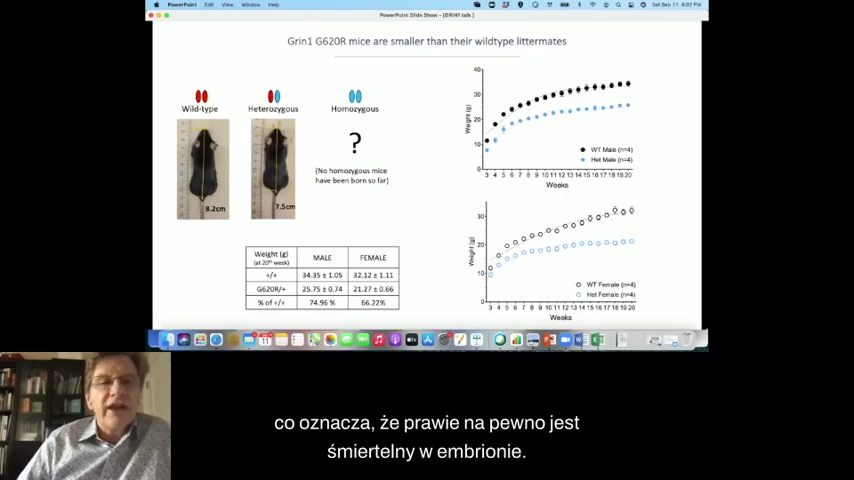 PowerPoint File Edit View Window Help
Sat Sep 11 4:02 PM
PowerPoint Slide Show - [GRIN1 talk]
Grin1 G620R mice are smaller than their wildtype littermates
Wild-type Heterozygous Homozygous
?
(No homozygous mice
have been born so far)
8.2cm 7.5cm
Weight (g)
(at 20th week) MALE FEMALE
+/+ 34.35 ± 1.05 32.12 ± 1.11
G620R/+ 25.75 ± 0.74 21.27 ± 0.66
% of +/+ 74.96 % 66.22%
Weight (g)
40
30
20
10
0
WT Male (n=4)
Het Male (n=4)
3 4 5 6 7 8 9 10 11 12 13 14 15 16 17 18 19 20
Weeks
Weight (g)
30
20
10
0
WT Female (n=4)
Het Female (n=4)
3 4 5 6 7 8 9 10 11 12 13 14 15 16 17 18 19 20
Weeks
co oznacza, że prawie na pewno jest
śmiertelny w embrionie.